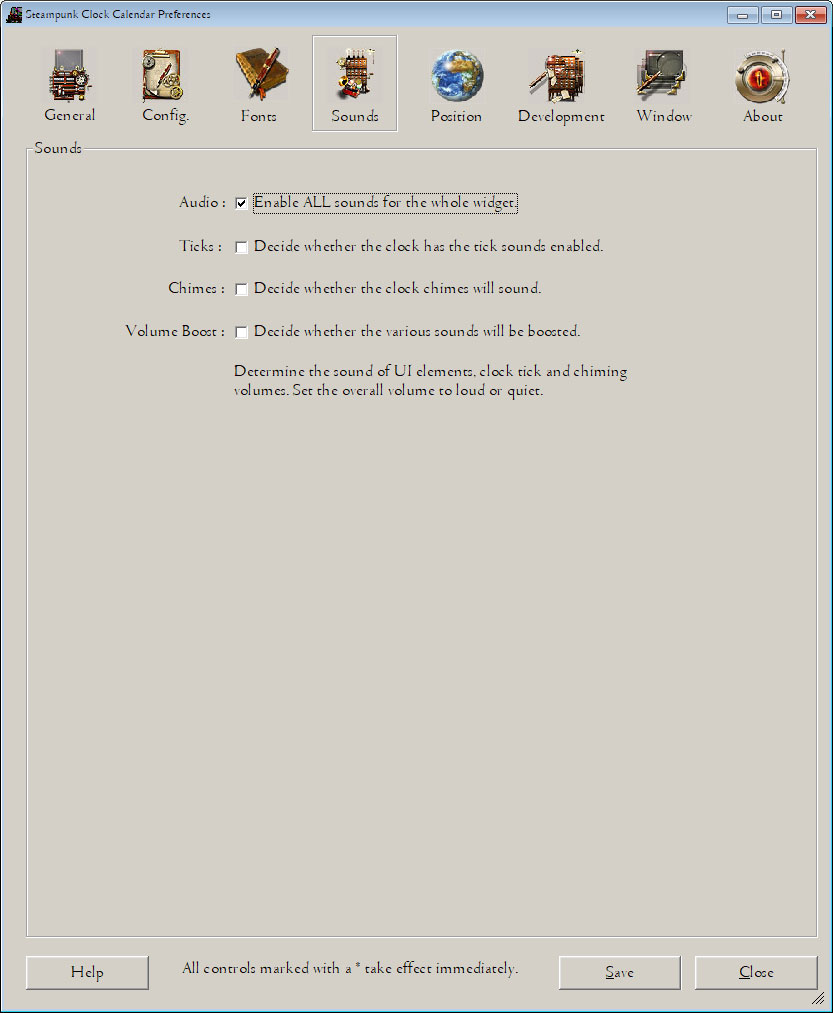 Steampunk Clock Calendar Preferences
General Config. Fonts Sounds Position Development Window About
Sounds
Audio : Enable ALL sounds for the whole widget.
Ticks : Decide whether the clock has the tick sounds enabled.
Chimes : Decide whether the clock chimes will sound.
Volume Boost : Decide whether the various sounds will be boosted.
Determine the sound of UI elements, clock tick and chiming
volumes. Set the overall volume to loud or quiet.
Help All controls marked with a * take effect immediately. Save Close